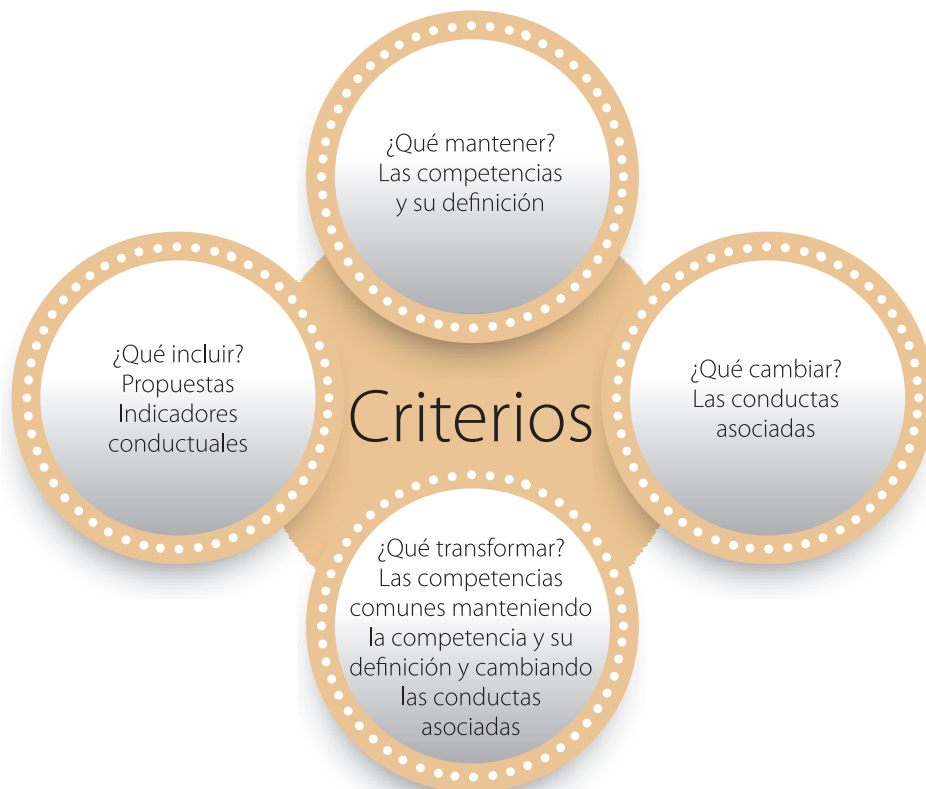 ¿Qué mantener?
Las competencias
y su definición
¿Qué incluir?
Propuestas
Indicadores
conductuales
Criterios
¿Qué cambiar?
Las conductas
asociadas
¿Qué transformar?
Las competencias
comunes manteniendo
la competencia y su
definición y cambiando
las conductas
asociadas